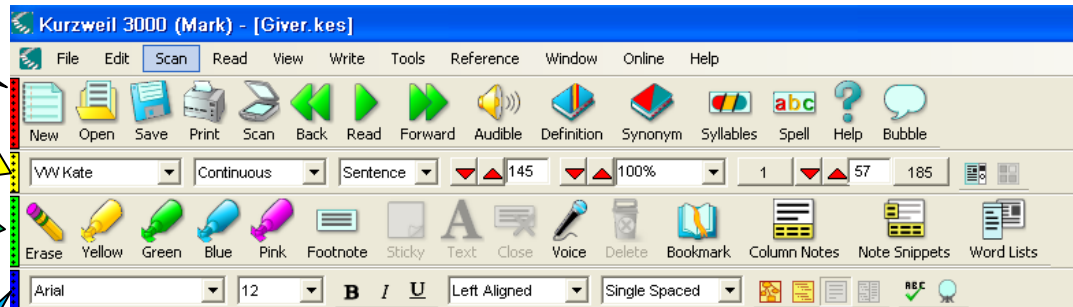 Kurzweil 3000 (Mark) - [Giver.kes]
File Edit Scan Read View Write Tools Reference Window Online Help
New Open Save Print Scan Back Read Forward Audible Definition Synonym Syllables abc Spell Help Bubble
VW Kate Continuous Sentence 145 100% 1 57 185
Erase Yellow Green Blue Pink Footnote Sticky A Text Close Voice Delete Bookmark Column Notes Note Snippets Word Lists
Arial 12 B I U Left Aligned Single Spaced ABC